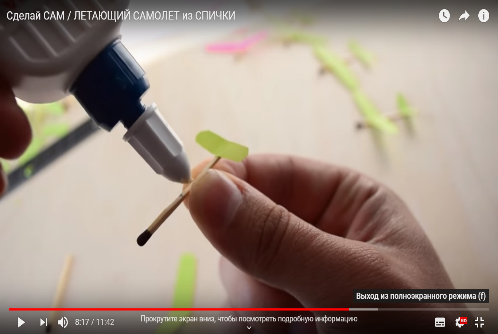 Сделай САМ / ЛЕТАЮЩИЙ САМОЛЕТ из СПИЧКИ
Выход из полноэкранного режима (f)
8:17 / 11:42
Прокрутите экран вниз, чтобы посмотреть подробную информацию
HD